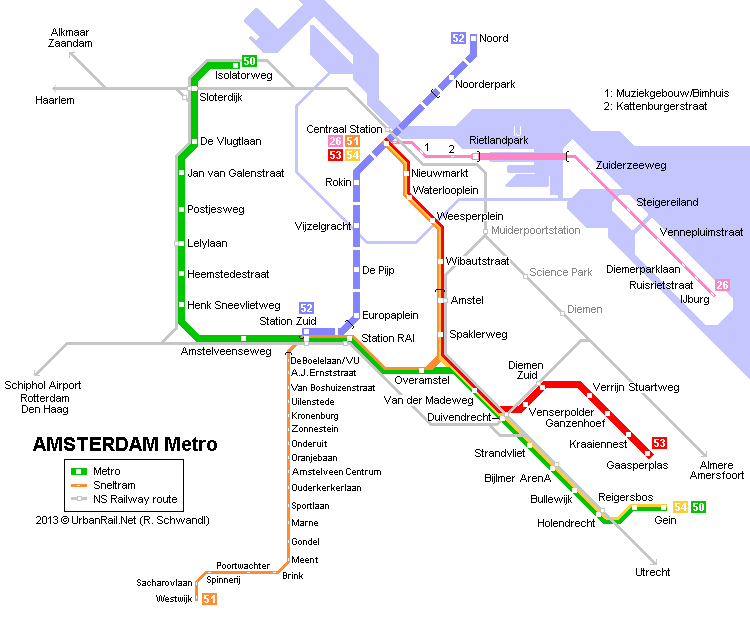 Alkmaar
Zaandam
50
Isolatorweg
52
Noord
Haarlem
Sloterdijk
Noorderpark
1: Muziekgebouw/Bimhuis
2: Kattenburgerstraat
Centraal Station
26 51
53 54
De Vlugtlaan
1 2
Rietlandpark
Jan van Galenstraat
Rokin
Nieuwmarkt
Waterlooplein
Zuiderzeeweg
Postjesweg
Vijzelgracht
Weesperplein
Steigereiland
Muiderpoortstation
Vennepluimstraat
Lelylaan
De Pijp
Wibautstraat
Science Park
Diemerparklaan
Heemstedestraat
Ruisrietstraat
26
IJburg
Henk Sneevlietweg
52
Station Zuid
Europaplein
Amstel
Diemen
Amstelveenseweg
Station RAI
Spaklerweg
DeBoelelaan/VU
A.J. Ernststraat
Schiphol Airport
Rotterdam
Den Haag
Van Boshuizenstraat
Overamstel
Van der Madeweg
Diemen
Zuid
Verrijn Stuartweg
Uilenstede
Kronenburg
Duivendrecht
Venserpolder
Ganzenhoef
Zonnestein
AMSTERDAM Metro
Onderuit
Kraaiennest
53
Oranjebaan
Strandvliet
Gaasperplas
Almere
Amersfoort
Metro
Sneltram
NS Railway route
Amstelveen Centrum
Bijlmer ArenA
Ouderkerkerlaan
Bullewijk
Reigersbos
54 50
2013 © UrbanRail.Net (R. Schwandl)
Sportlaan
Marne
Holendrecht
Gein
Gondel
Meent
Poortwachter
Spinnerij
Brink
Sacharovlaan
Westwijk
51
Utrecht